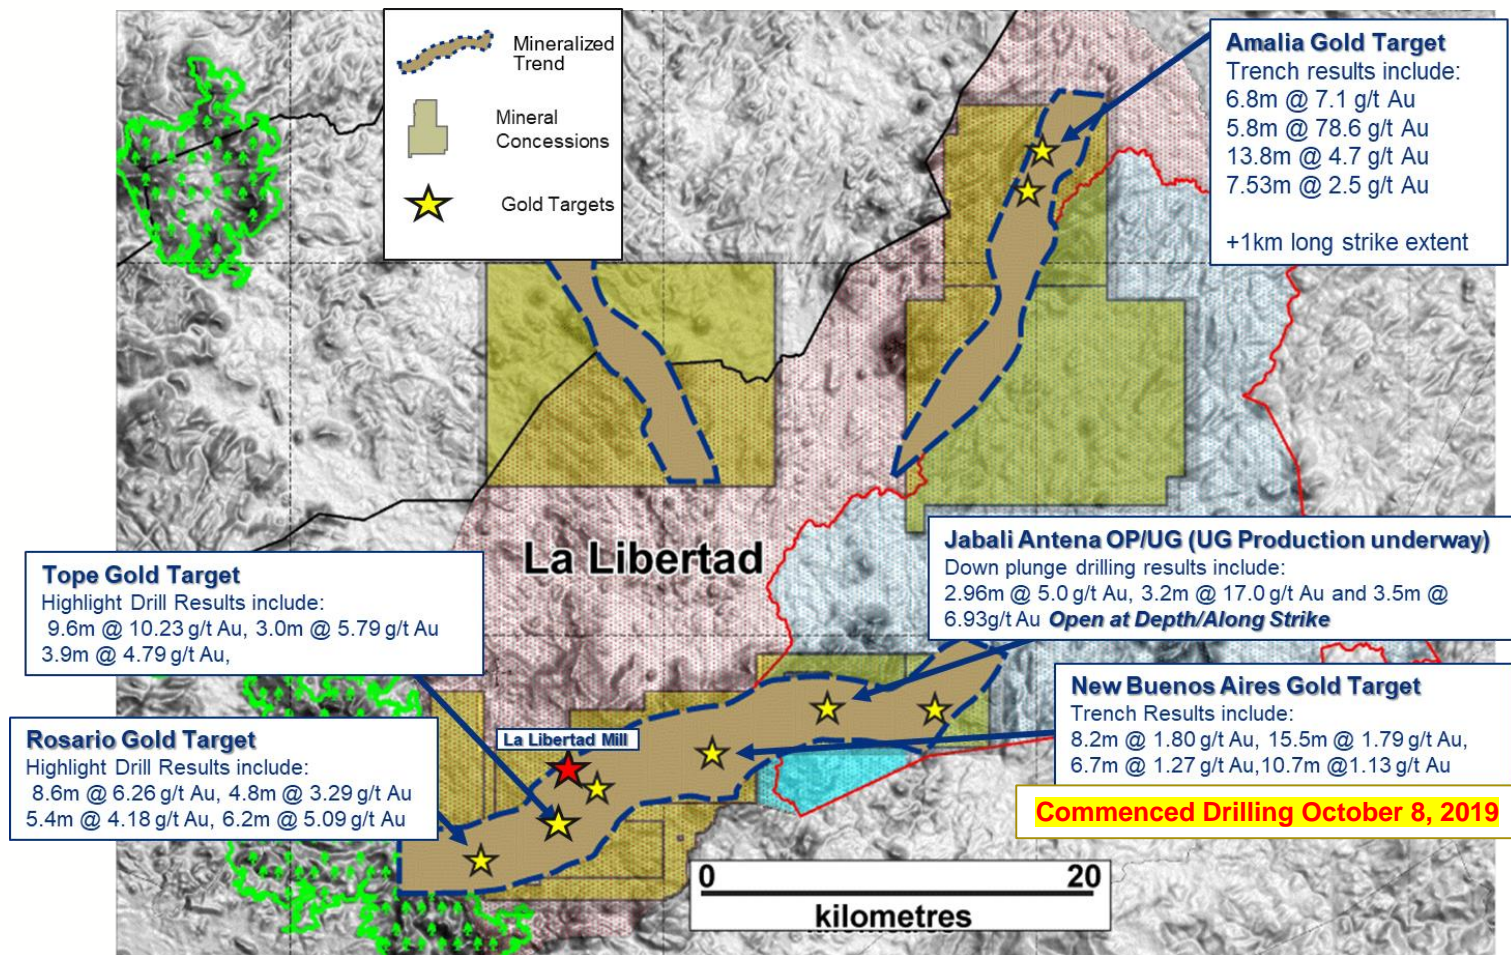 Mineralized
Trend
Mineral
Concessions
Gold Targets
Amalia Gold Target
Trench results include:
6.8m @ 7.1 g/t Au
5.8m @ 78.6 g/t Au
13.8m @ 4.7 g/t Au
7.53m @ 2.5 g/t Au
+1km long strike extent
La Libertad
Jabali Antena OP/UG (UG Production underway)
Down plunge drilling results include:
2.96m @ 5.0 g/t Au, 3.2m @ 17.0 g/t Au and 3.5m @
6.93g/t Au Open at Depth/Along Strike
Tope Gold Target
Highlight Drill Results include:
9.6m @ 10.23 g/t Au, 3.0m @ 5.79 g/t Au
3.9m @ 4.79 g/t Au,
New Buenos Aires Gold Target
Trench Results include:
8.2m @ 1.80 g/t Au, 15.5m @ 1.79 g/t Au,
6.7m @ 1.27 g/t Au,10.7m @1.13 g/t Au
La Libertad Mill
Rosario Gold Target
Highlight Drill Results include:
8.6m @ 6.26 g/t Au, 4.8m @ 3.29 g/t Au
5.4m @ 4.18 g/t Au, 6.2m @ 5.09 g/t Au
Commenced Drilling October 8, 2019
0 20
kilometres